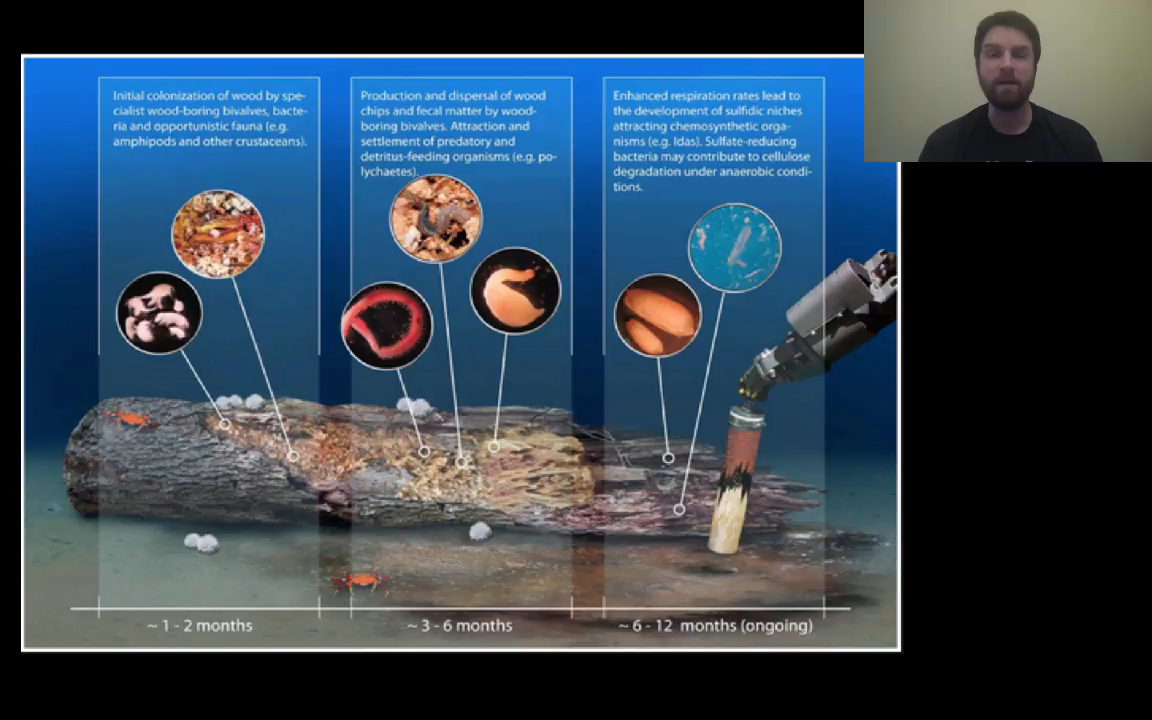 Initial colonization of wood by spe-
cialist wood-boring bivalves, bacte-
ria and opportunistic fauna (e.g.
amphipods and other crustaceans).
Production and dispersal of wood
chips and fecal matter by wood-
boring bivalves. Attraction and
settlement of predatory and
detritus-feeding organisms (e.g. po-
lychaetes).
Enhanced respiration rates lead to
the development of sulfidic niches
attracting chemosynthetic orga-
nisms (e.g. Idas). Sulfate-reducing
bacteria may contribute to cellulose
degradation under anaerobic condi-
tions.
~ 1 - 2 months
~ 3 - 6 months
~ 6 - 12 months (ongoing)